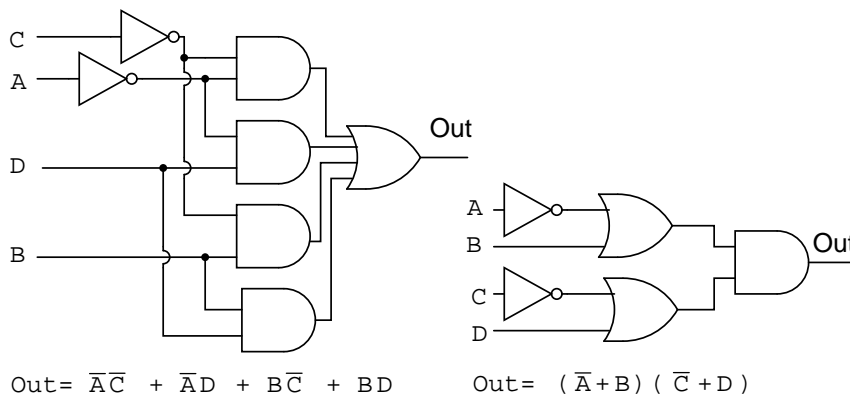 C
A
Out
D
A
B
B
Out
C
D
Out= A̅C̅ + A̅D + BC̅ + BD
Out= (A̅+B)(C̅+D)